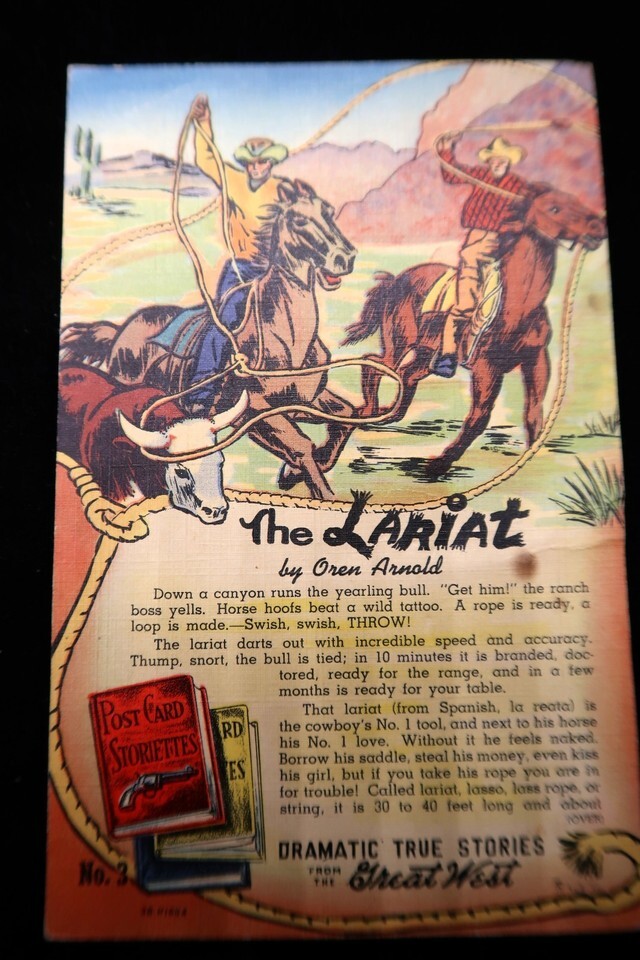 The LARiAT
by Oren Arnold
Down a canyon runs the yearling bull. "Get him!" the ranch
boss yells. Horse hoofs beat a wild tattoo. A rope is ready, a
loop is made.—Swish, swish, THROW!
The lariat darts out with incredible speed and accuracy.
Thump, snort, the bull is tied; in 10 minutes it is branded, doc-
tored, ready for the range, and in a few
months is ready for your table.
That lariat (from Spanish, la reata) is
the cowboy's No. 1 tool, and next to his horse
his No. 1 love. Without it he feels naked.
Borrow his saddle, steal his money, even kiss
his girl, but if you take his rope you are in
for trouble! Called lariat, lasso, lass rope, or
string, it is 30 to 40 feet long and about
(OVER)
POST CARD
STORIETTES
RD
ES
DRAMATIC TRUE STORIES
FROM
THE Great West
No. 3